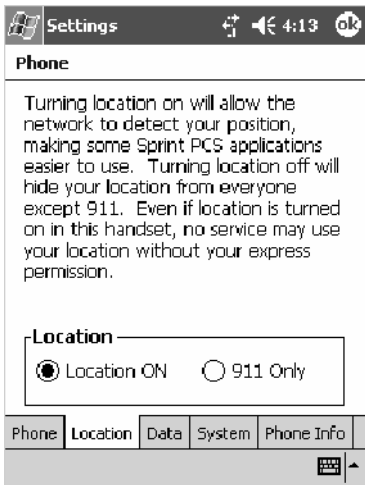 Settings 4:13 ok
Phone
Turning location on will allow the
network to detect your position,
making some Sprint PCS applications
easier to use. Turning location off will
hide your location from everyone
except 911. Even if location is turned
on in this handset, no service may use
your location without your express
permission.
Location
Location ON 911 Only
Phone Location Data System Phone Info